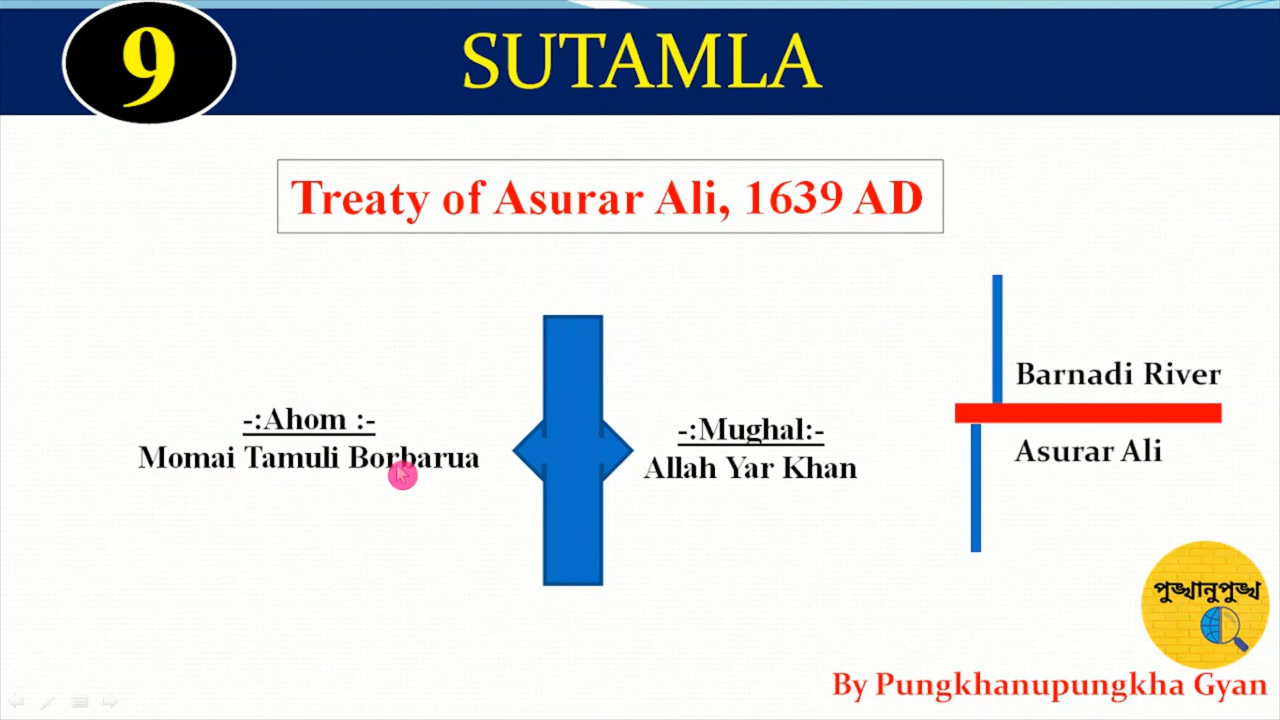 9
SUTAMLA
Treaty of Asurar Ali, 1639 AD
-:Ahom :-
Momai Tamuli Borbarua
-:Mughal:-
Allah Yar Khan
Barnadi River
Asurar Ali
পুঙ্খানুপুঙ্খ
By Pungkhanupungkha Gyan